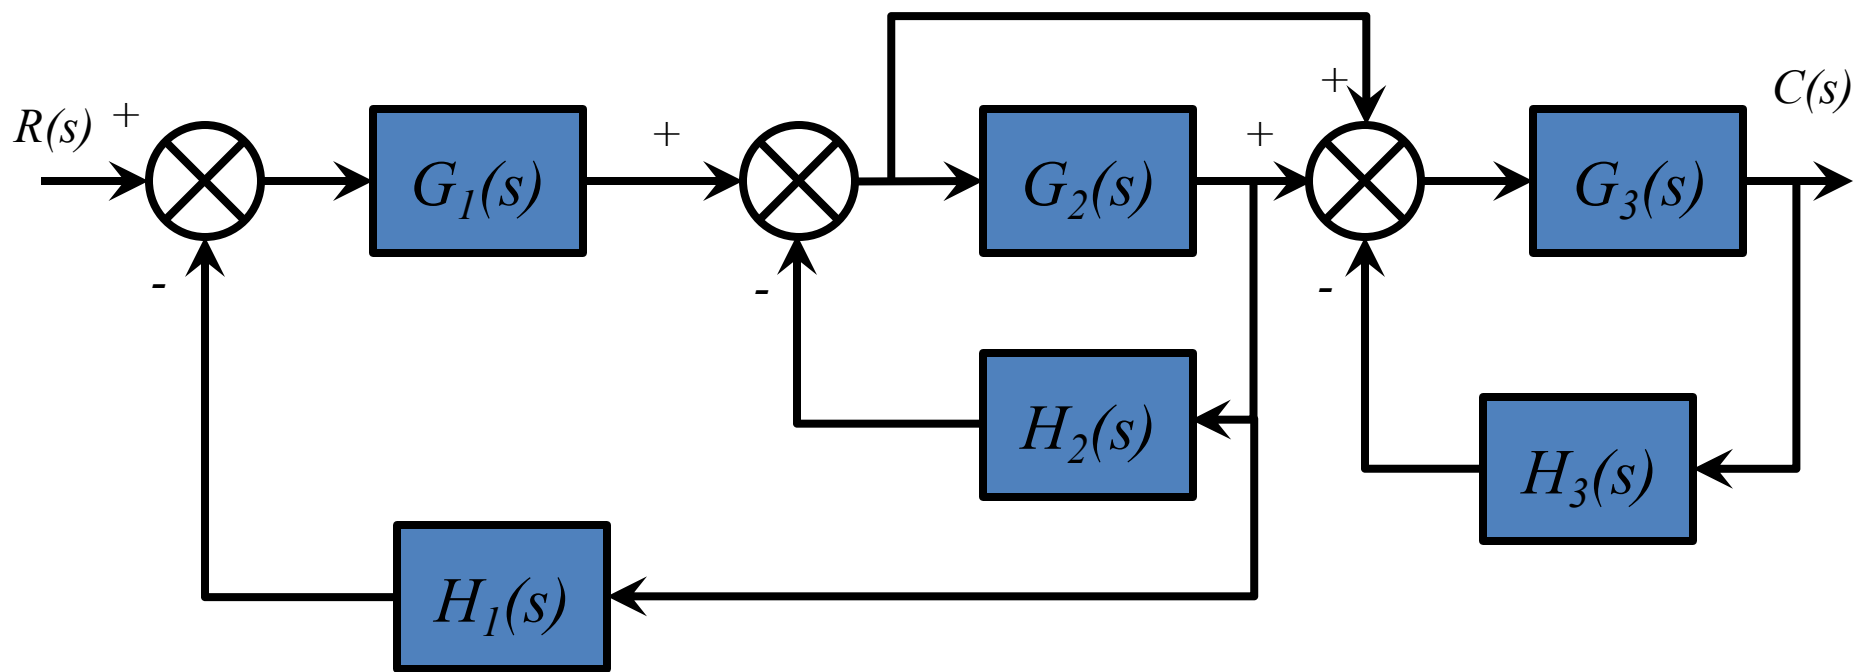 R(s)
+
G1(s)
+
G2(s)
+
+
G3(s)
C(s)
-
-
-
H2(s)
H3(s)
H1(s)